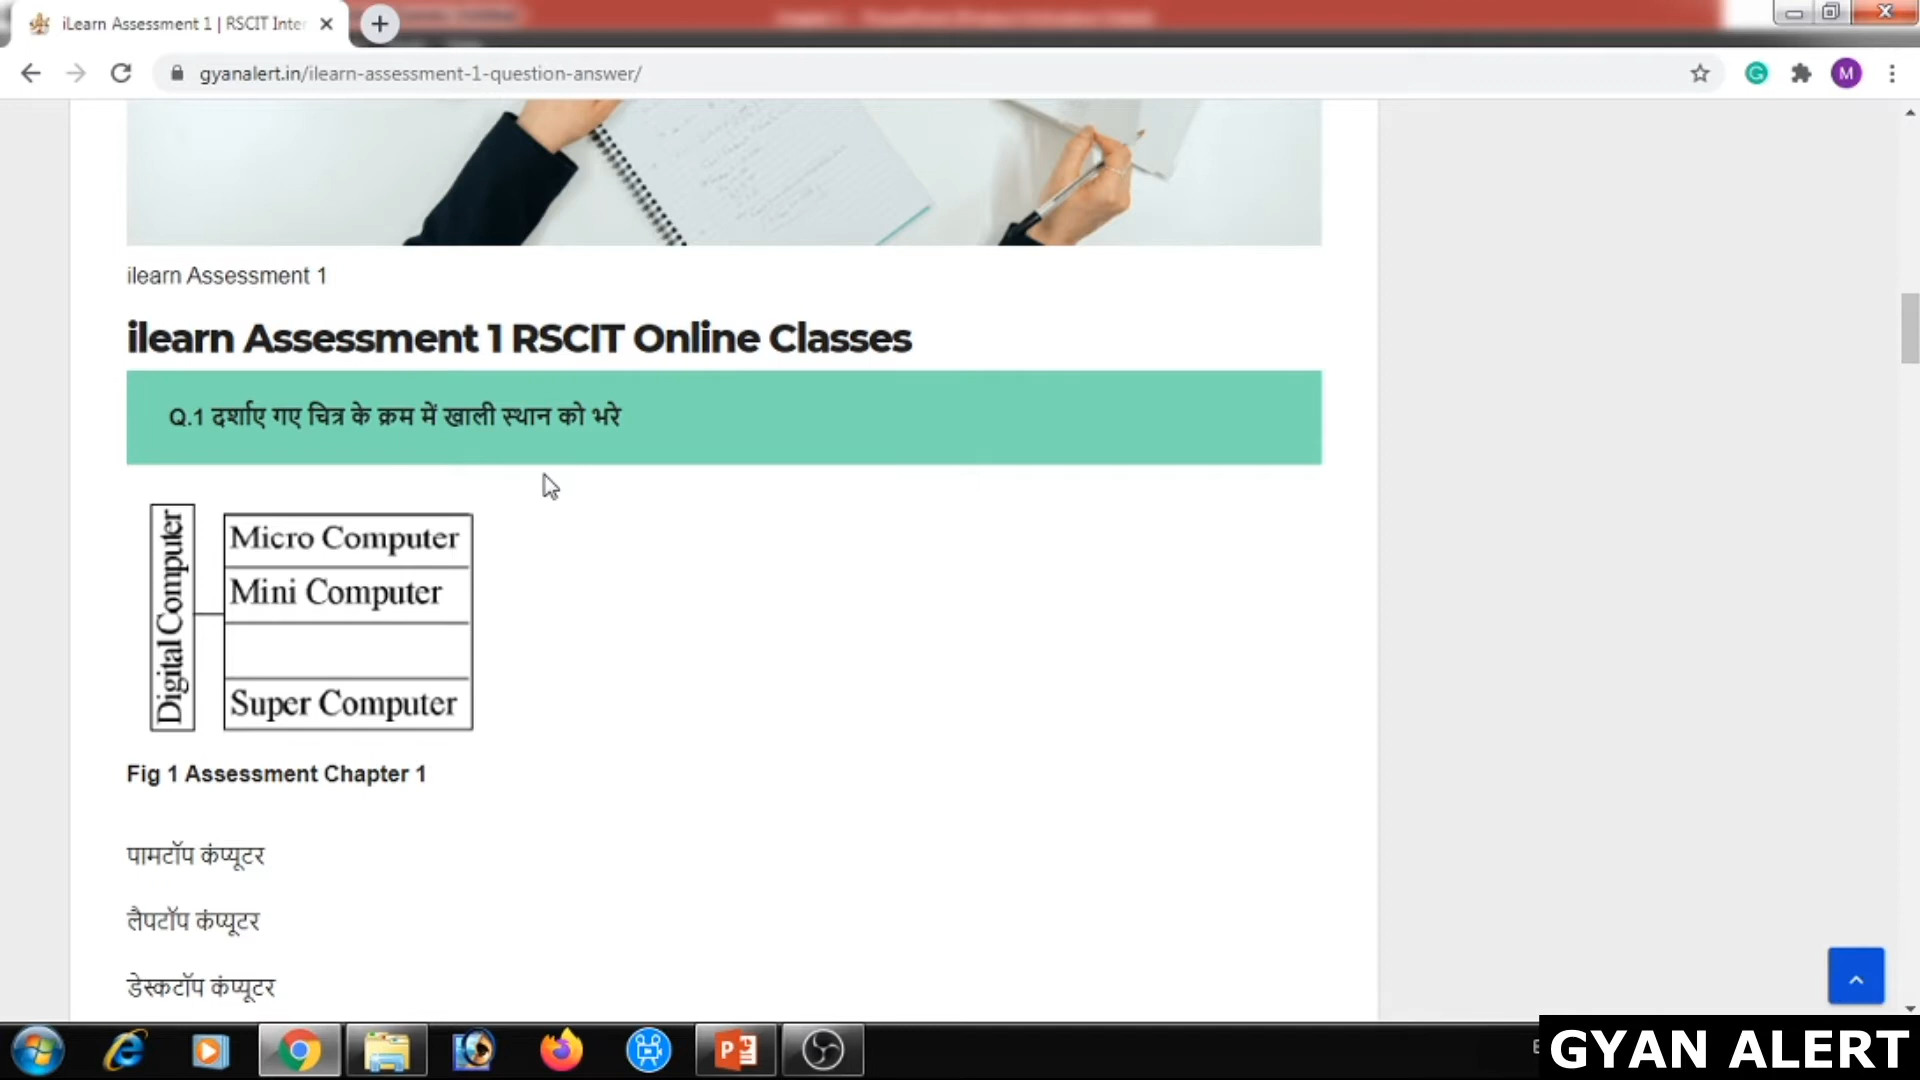 iLearn Assessment 1 | RSCIT Inter
gyanalert.in/ilearn-assessment-1-question-answer/
M
ilearn Assessment 1
ilearn Assessment 1 RSCIT Online Classes
Q.1 दर्शाए गए चित्र के क्रम में खाली स्थान को भरे
Digital Computer
Micro Computer
Mini Computer
Super Computer
Fig 1 Assessment Chapter 1
पामटॉप कंप्यूटर
लैपटॉप कंप्यूटर
डेस्कटॉप कंप्यूटर
GYAN ALERT